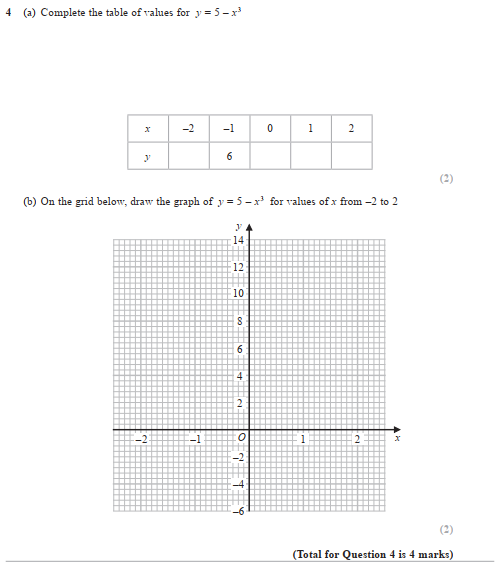 4 (a) Complete the table of values for y = 5 – x³
x –2 –1 0 1 2
y 6
(2)
(b) On the grid below, draw the graph of y = 5 – x³ for values of x from –2 to 2
y
14
12
10
8
6
4
2
–2 –1 O 1 2 x
–2
–4
–6
(2)
(Total for Question 4 is 4 marks)